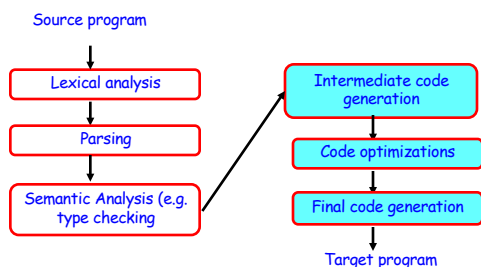 Source program
Lexical analysis
Parsing
Semantic Analysis (e.g.
type checking
Intermediate code
generation
Code optimizations
Final code generation
Target program